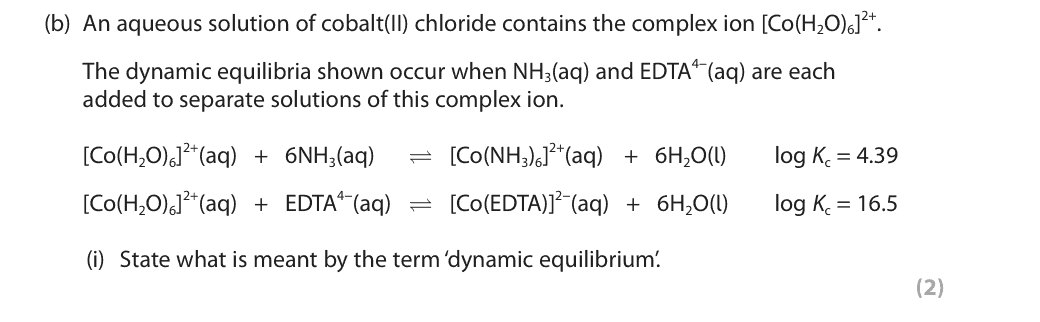 (b) An aqueous solution of cobalt(II) chloride contains the complex ion [Co(H₂O)₆]²⁺.
The dynamic equilibria shown occur when NH₃(aq) and EDTA⁴⁻(aq) are each
added to separate solutions of this complex ion.
[Co(H₂O)₆]²⁺(aq) + 6NH₃(aq) ⇌ [Co(NH₃)₆]²⁺(aq) + 6H₂O(l) log K꜀ = 4.39
[Co(H₂O)₆]²⁺(aq) + EDTA⁴⁻(aq) ⇌ [Co(EDTA)]²⁻(aq) + 6H₂O(l) log K꜀ = 16.5
(i) State what is meant by the term ‘dynamic equilibrium’.
(2)